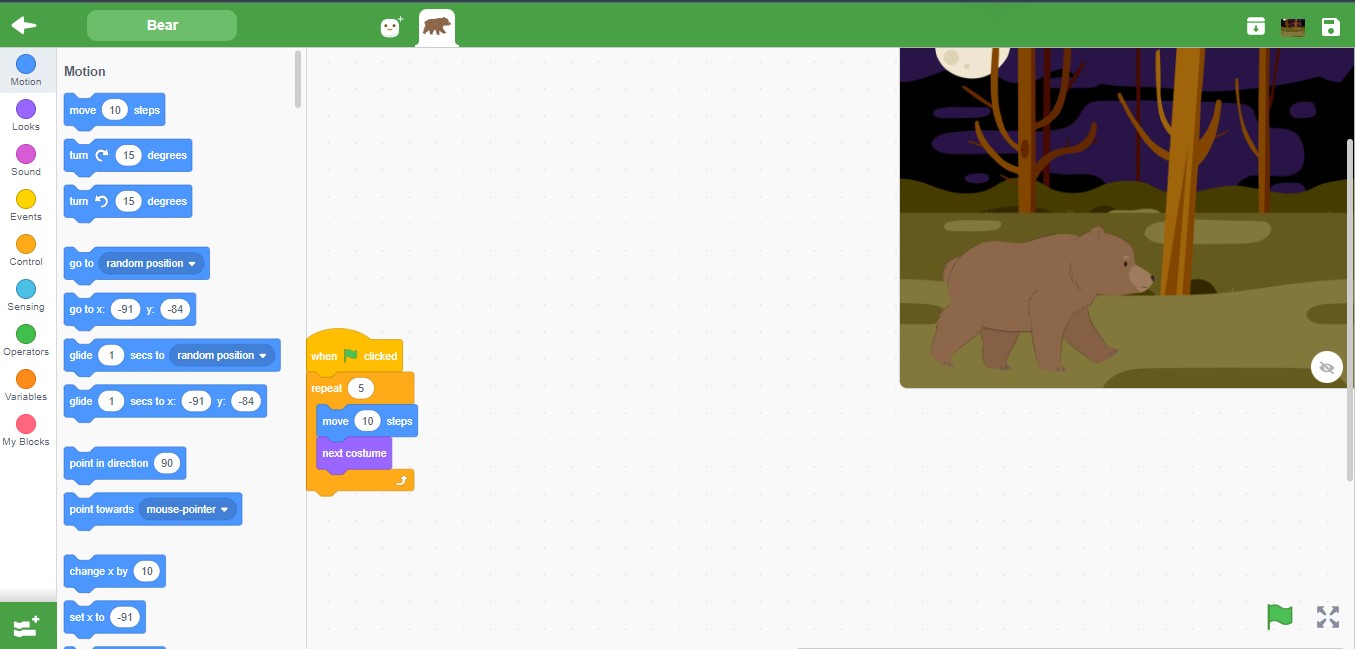 Bear
Motion
Looks
Sound
Events
Control
Sensing
Operators
Variables
My Blocks
Motion
move 10 steps
turn 15 degrees
turn 15 degrees
go to random position
go to x: -91 y: -84
glide 1 secs to random position
glide 1 secs to x: -91 y: -84
point in direction 90
point towards mouse-pointer
change x by 10
set x to -91
when clicked
repeat 5
move 10 steps
next costume